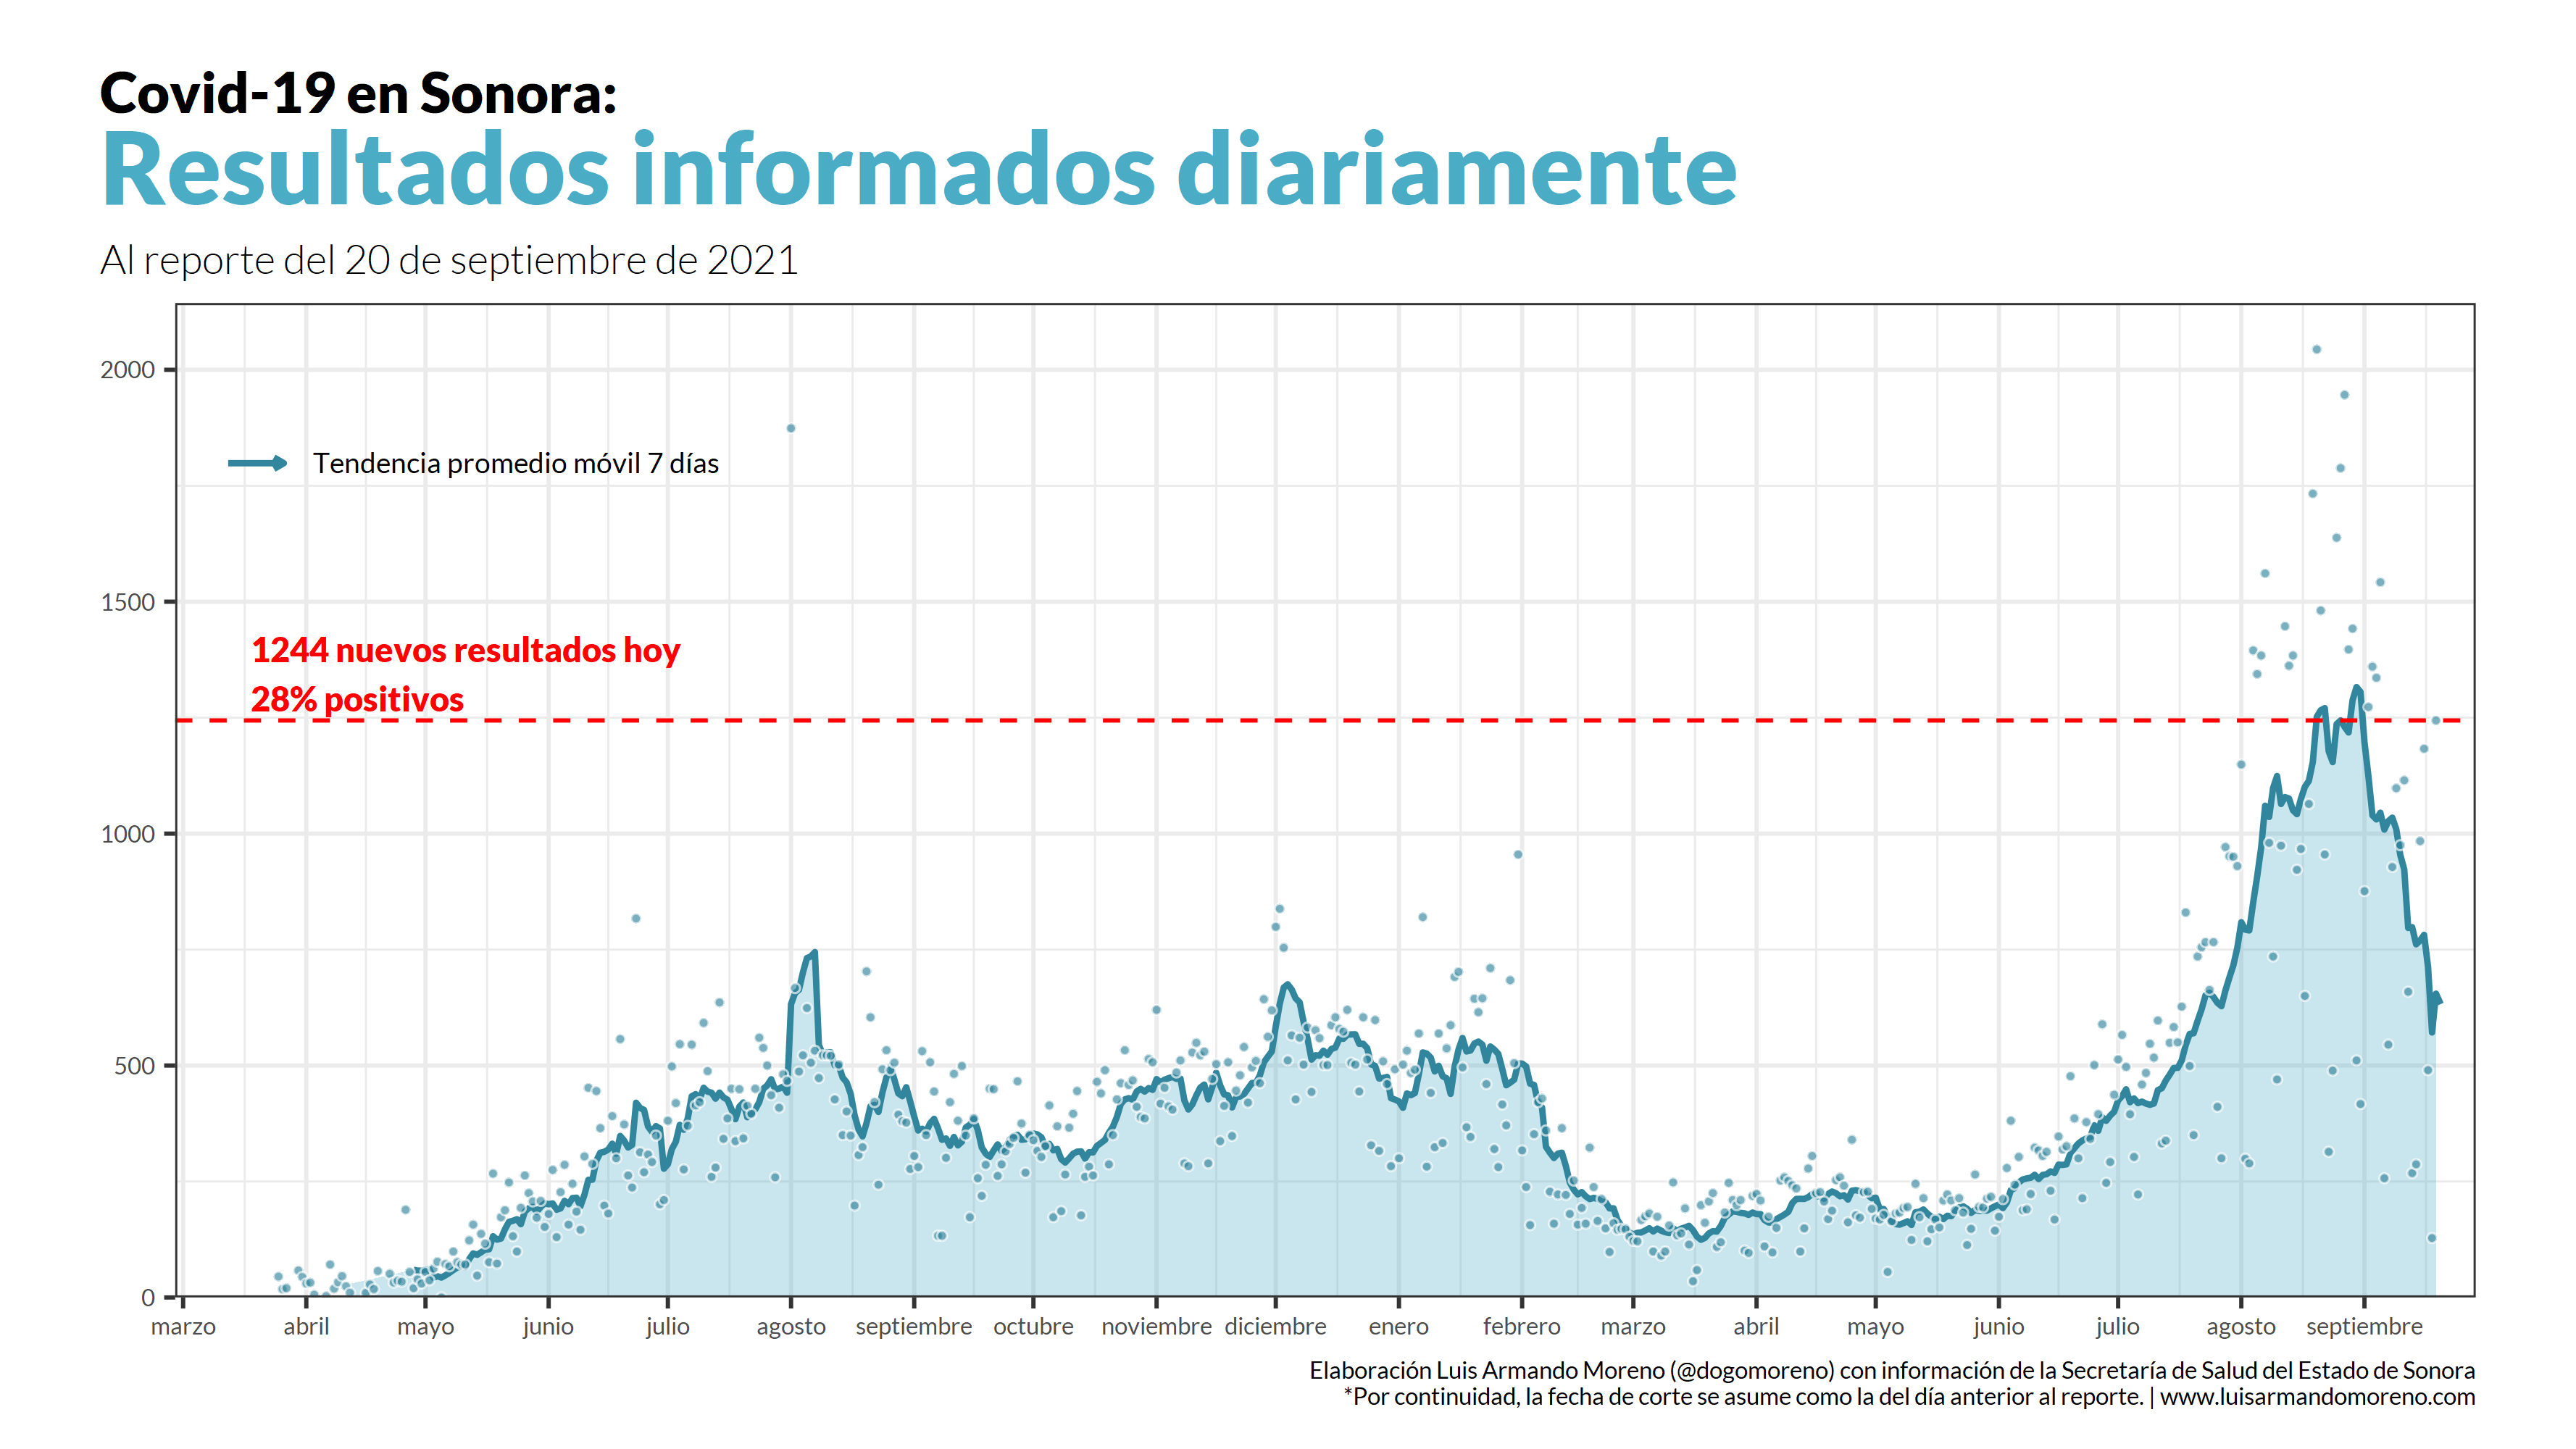 Covid-19 en Sonora:
Resultados informados diariamente
Al reporte del 20 de septiembre de 2021
2000
Tendencia promedio móvil 7 días
1500
1244 nuevos resultados hoy
28% positivos
1000
500
0
marzo abril mayo junio julio agosto septiembre octubre noviembre diciembre enero febrero marzo abril mayo junio julio agosto septiembre
Elaboración Luis Armando Moreno (@dogomoreno) con información de la Secretaría de Salud del Estado de Sonora
*Por continuidad, la fecha de corte se asume como la del día anterior al reporte. | www.luisarmandomoreno.com